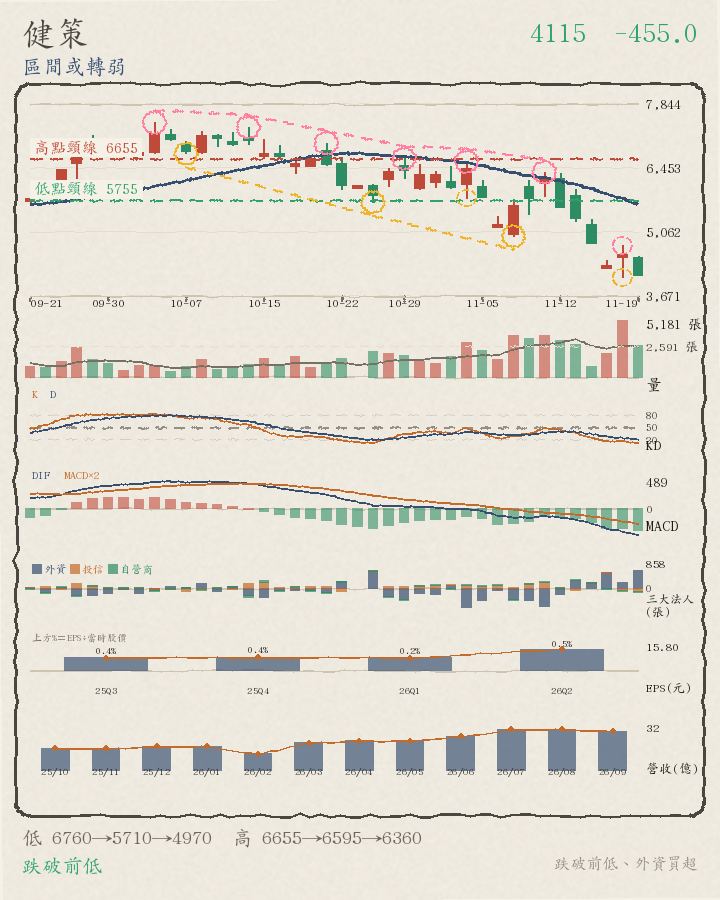 健策
4115 -455.0
區間或轉弱
7,844
高點頸線 6655
6,453
低點頸線 5755
5,062
3,671
09-21 09-30 10-07 10-15 10-22 10-29 11-05 11-12 11-19
5,181 張
2,591 張
量
K D
80
50
20
KD
DIF MACD×2
489
0
MACD
外資 投信 自營商
858
0
三大法人
(張)
上方%=EPS÷當時股價
0.4% 0.4% 0.2% 0.5%
15.80
25Q3 25Q4 26Q1 26Q2
EPS(元)
32
25/10 25/11 25/12 26/01 26/02 26/03 26/04 26/05 26/06 26/07 26/08 26/09
營收(億)
低 6760→5710→4970 高 6655→6595→6360
跌破前低
跌破前低、外資買超